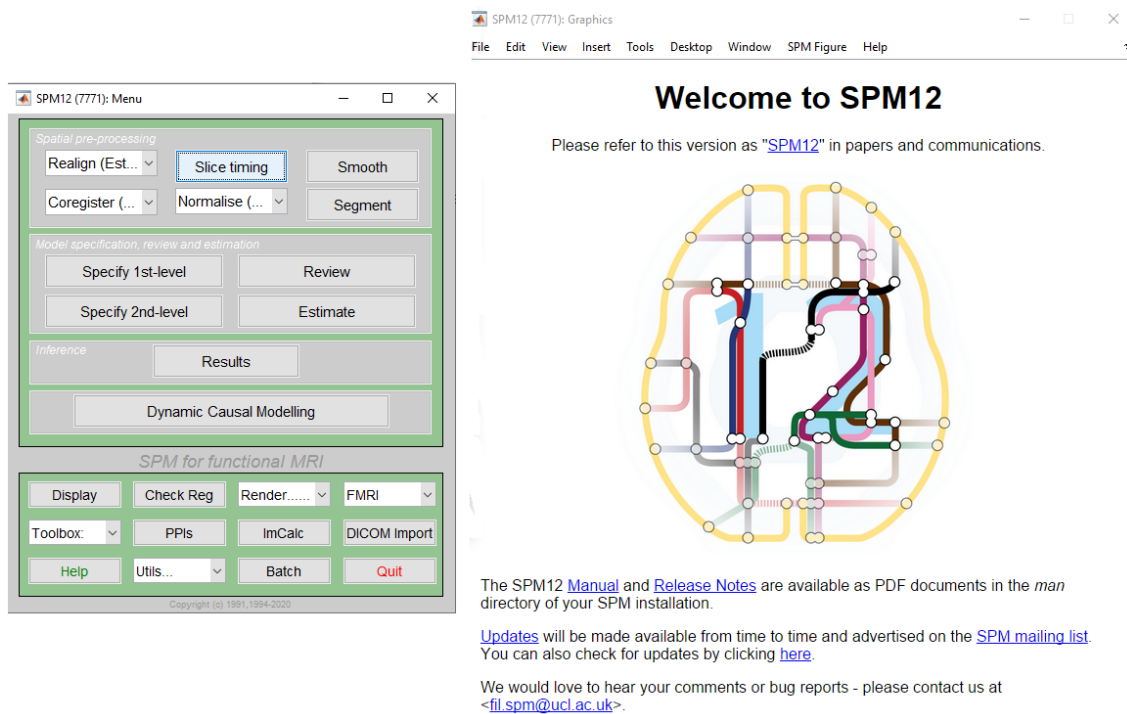 SPM12 (7771): Menu
Spatial pre-processing
Realign (Est...
Slice timing
Smooth
Coregister (...
Normalise (...
Segment
Model specification, review and estimation
Specify 1st-level
Review
Specify 2nd-level
Estimate
Inference
Results
Dynamic Causal Modelling
SPM for functional MRI
Display
Check Reg
Render......
FMRI
Toolbox:
PPIs
ImCalc
DICOM Import
Help
Utils...
Batch
Quit
Copyright (c) 1991,1994-2020
SPM12 (7771): Graphics
File Edit View Insert Tools Desktop Window SPM Figure Help
Welcome to SPM12
Please refer to this version as "SPM12" in papers and communications.
12
The SPM12 Manual and Release Notes are available as PDF documents in the man
directory of your SPM installation.
Updates will be made available from time to time and advertised on the SPM mailing list.
You can also check for updates by clicking here.
We would love to hear your comments or bug reports - please contact us at
<fil.spm@ucl.ac.uk>.